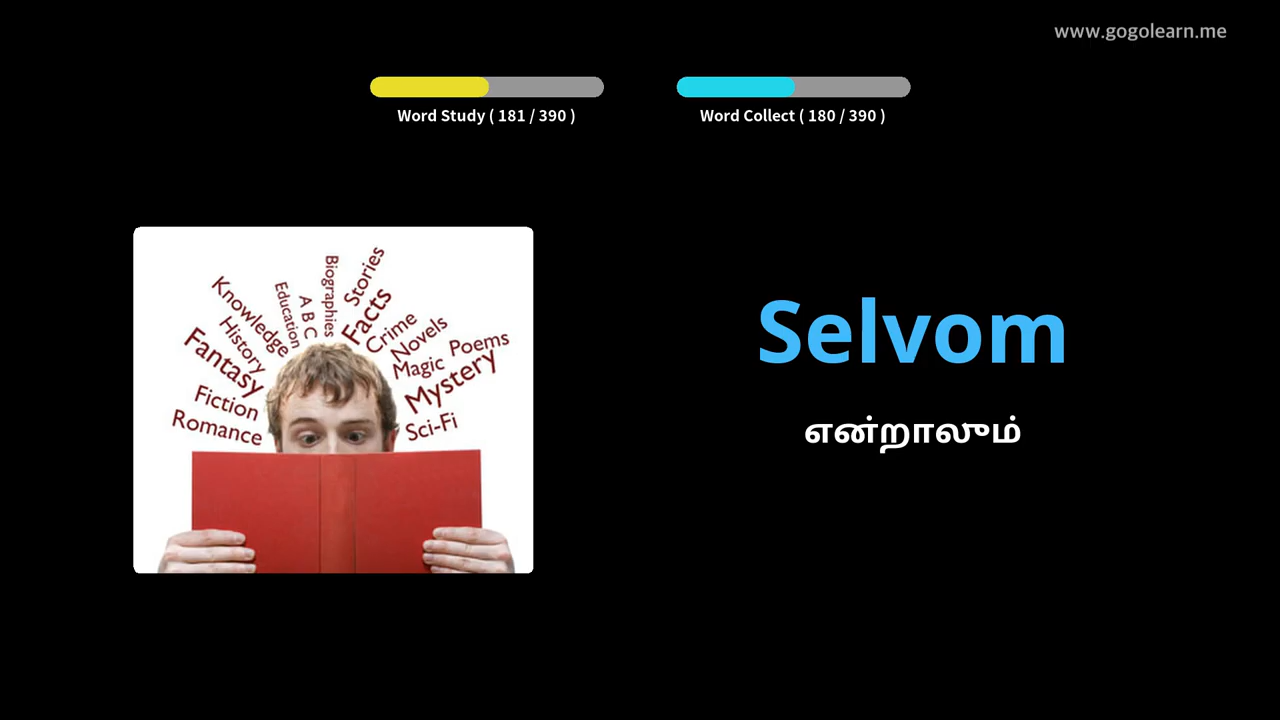 www.gogolearn.me
Word Study ( 181 / 390 )
Word Collect ( 180 / 390 )
Stories
Biographies
Facts
A B C
Education
Knowledge
Crime
Novels
History
Poems
Magic
Fantasy
Mystery
Fiction
Sci-Fi
Romance
Selvom
என்றாலும்